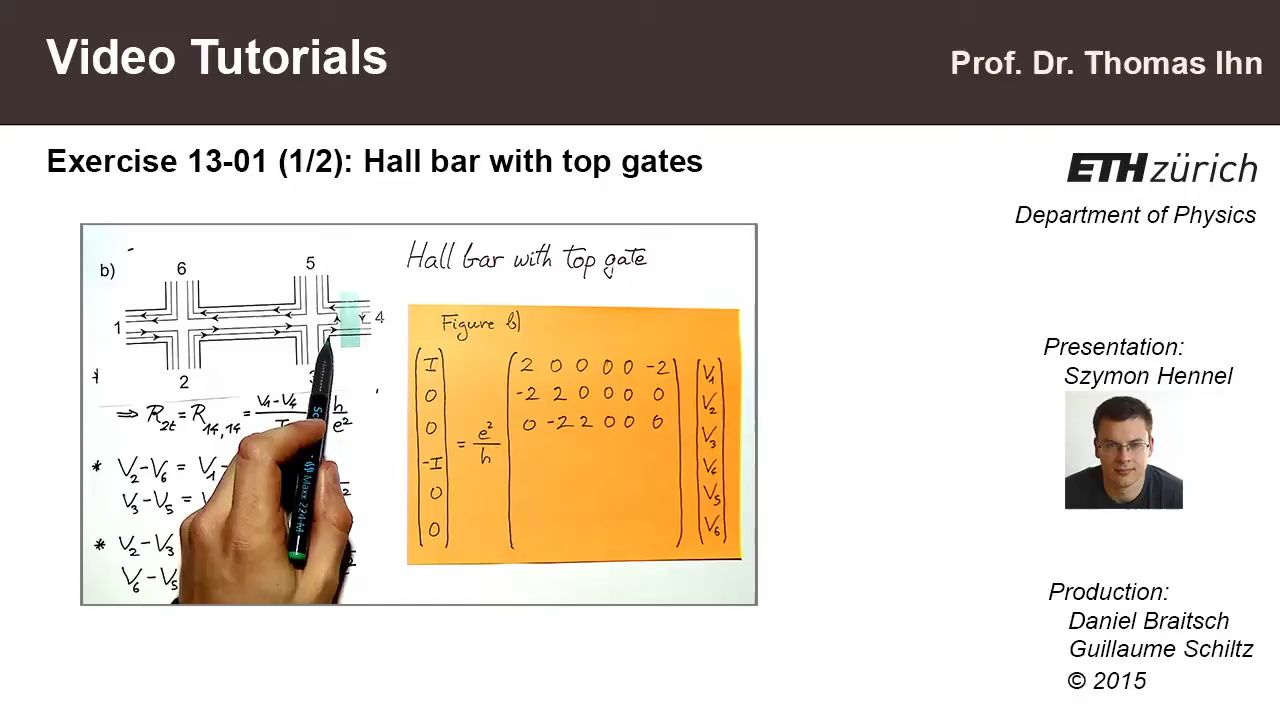 Video Tutorials
Prof. Dr. Thomas Ihn
Exercise 13-01 (1/2): Hall bar with top gates
ETH zürich
Department of Physics
b)
6
5
1
4
2
Hall bar with top gate
Figure b)
I
0
0
-I
0
0
= e²/h
2 0 0 0 0 -2
-2 2 0 0 0 0
0 -2 2 0 0 0
V₁
V₂
V₃
V₄
V₅
V₆
⇒ R₂ₜ = R₁₄,₁₄ = V₁-V₄ / I h/e²
* V₂-V₆ =
V₃-V₅ =
* V₂-V₃
V₆-V₅
Presentation:
Szymon Hennel
Production:
Daniel Braitsch
Guillaume Schiltz
© 2015